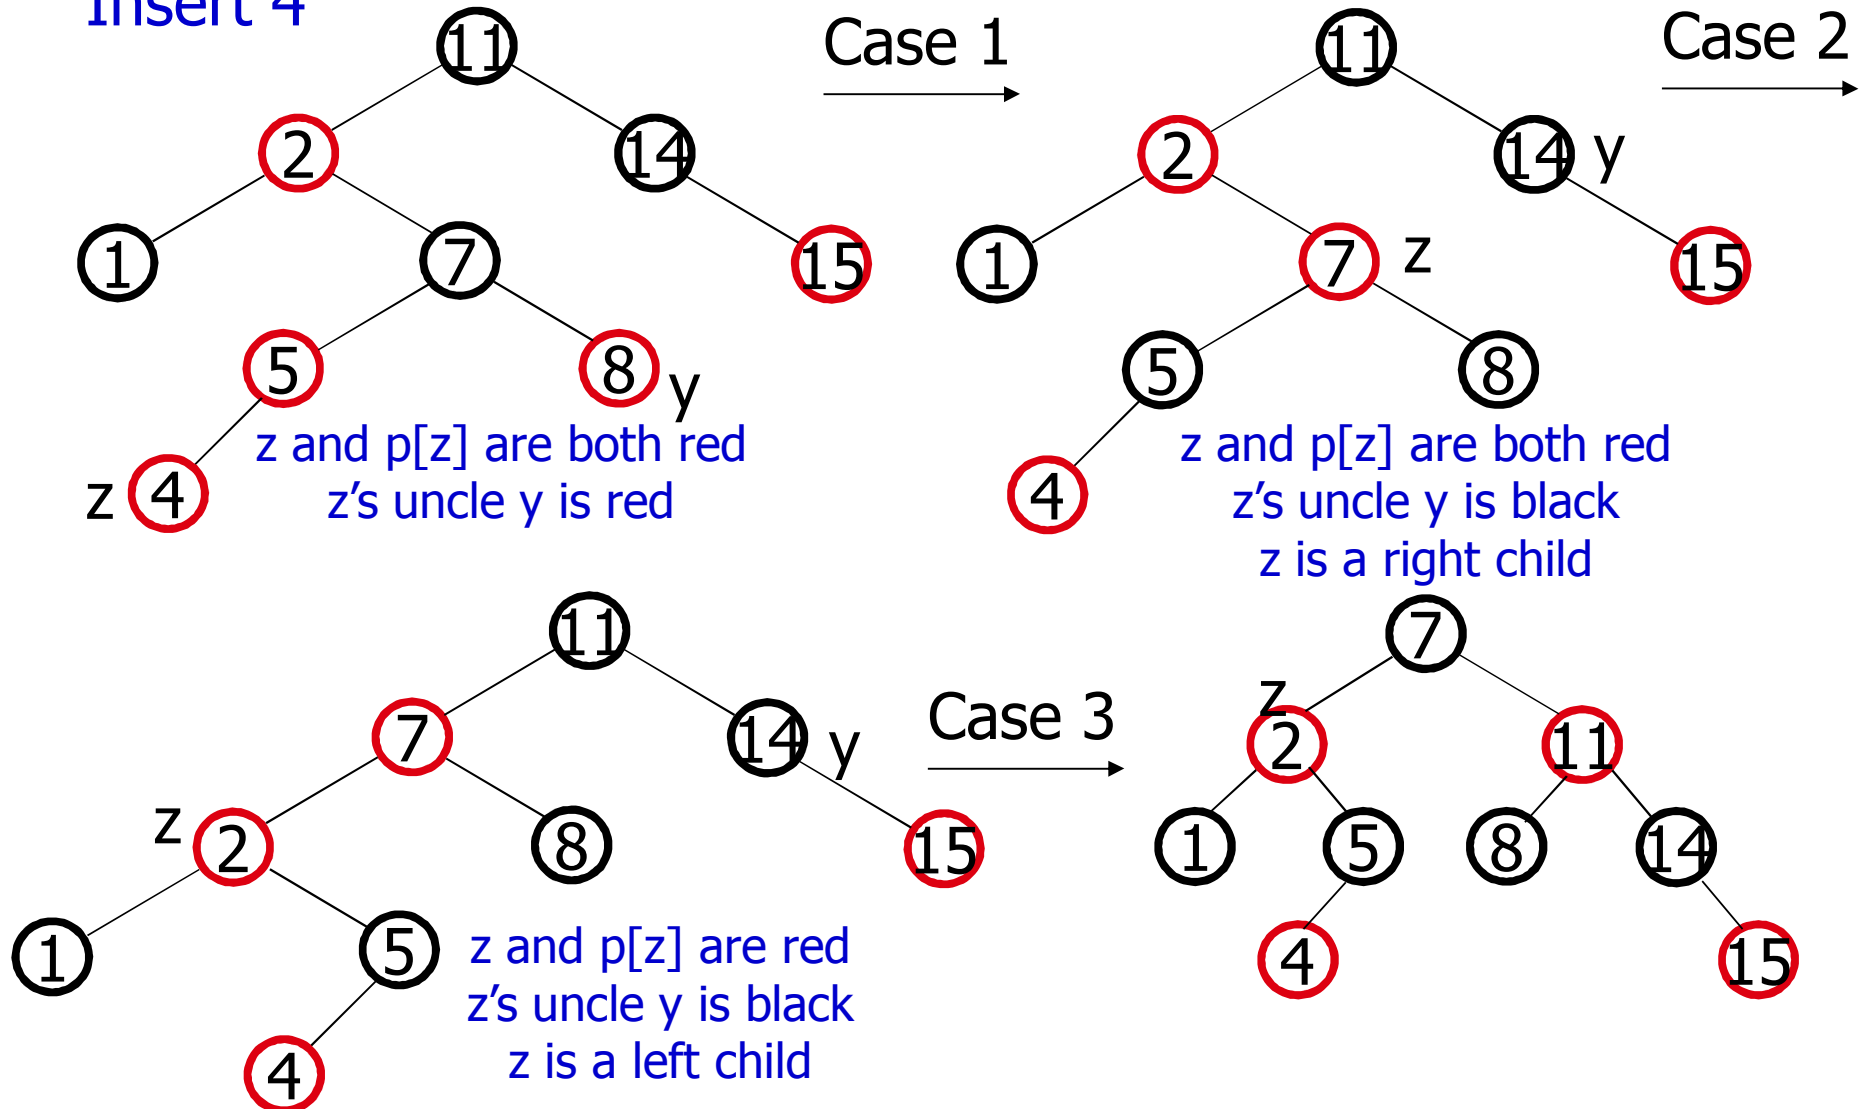 Insert 4
Case 1
Case 2
11
2
14
1
7
15
5
8
y
z
4
z and p[z] are both red
z’s uncle y is red
11
2
14
y
1
7
z
15
5
8
4
z and p[z] are both red
z’s uncle y is black
z is a right child
11
7
14
y
z
2
8
15
1
5
4
z and p[z] are red
z’s uncle y is black
z is a left child
Case 3
7
z
2
11
1
5
8
14
4
15